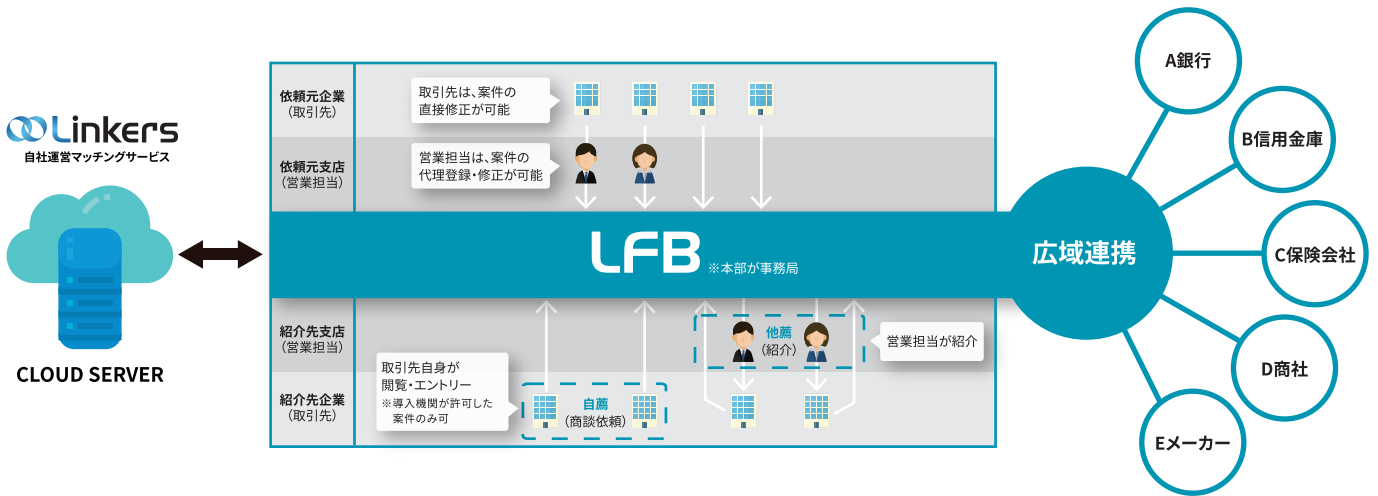 Linkers
自社運営マッチングサービス
CLOUD SERVER
依頼元企業
（取引先）
取引先は、案件の
直接修正が可能
依頼元支店
（営業担当）
営業担当は、案件の
代理登録・修正が可能
LFB ※本部が事務局
紹介先支店
（営業担当）
他薦
（紹介）
営業担当が紹介
取引先自身が
閲覧・エントリー
※導入機関が許可した
案件のみ可
紹介先企業
（取引先）
自薦
（商談依頼）
広域連携
A銀行
B信用金庫
C保険会社
D商社
Eメーカー